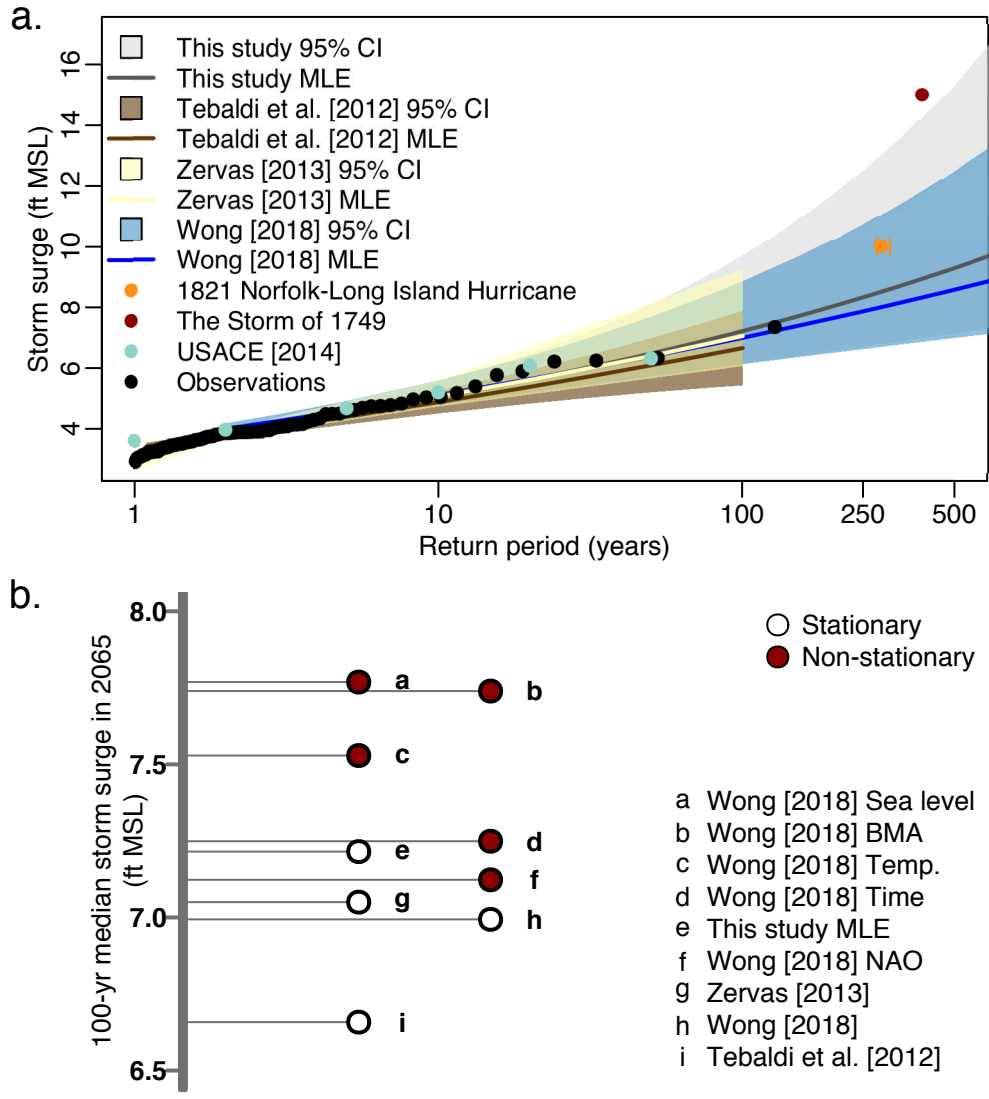 a.
Storm surge (ft MSL)
16
14
12
10
8
6
4
This study 95% CI
This study MLE
Tebaldi et al. [2012] 95% CI
Tebaldi et al. [2012] MLE
Zervas [2013] 95% CI
Zervas [2013] MLE
Wong [2018] 95% CI
Wong [2018] MLE
1821 Norfolk-Long Island Hurricane
The Storm of 1749
USACE [2014]
Observations
1
10
100
250
500
Return period (years)
b.
100-yr median storm surge in 2065
(ft MSL)
8.0
7.5
7.0
6.5
Stationary
Non-stationary
a
b
c
d
e
f
g
h
i
a Wong [2018] Sea level
b Wong [2018] BMA
c Wong [2018] Temp.
d Wong [2018] Time
e This study MLE
f Wong [2018] NAO
g Zervas [2013]
h Wong [2018]
i Tebaldi et al. [2012]